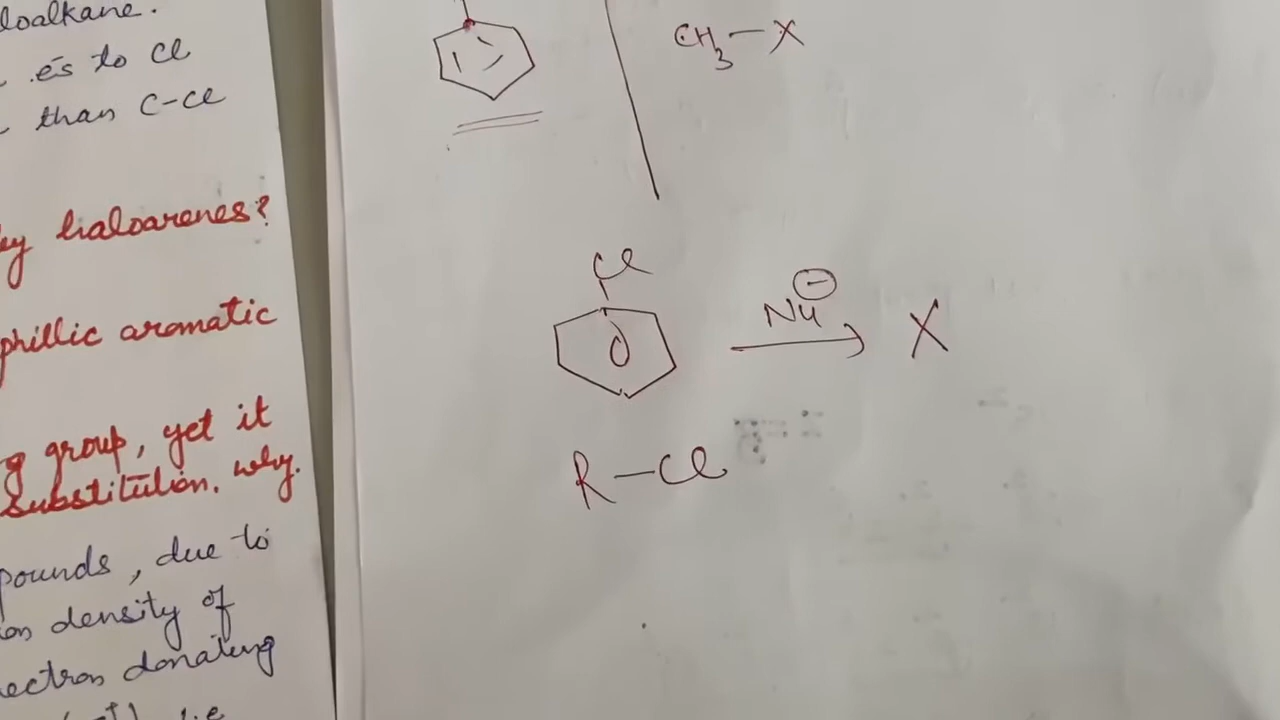 loalkane.
es to Cl
than C-Cl
haloarenes?
phillic aromatic
group, yet it
substitution, why.
pounds, due to
density of
ectron donating
i.e
CH3-X
Cl
Nu⊖
X
R-Cl